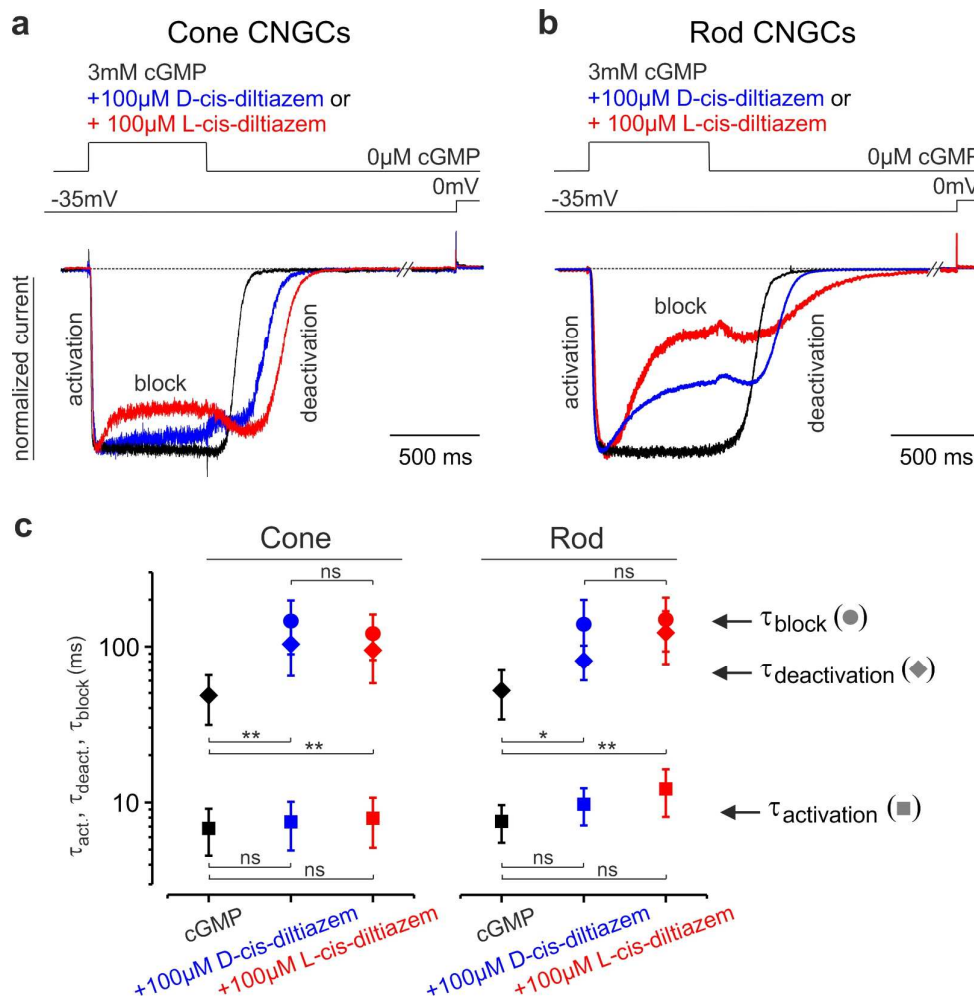 a
Cone CNGCs
3mM cGMP
+100µM D-cis-diltiazem or
+ 100µM L-cis-diltiazem
0µM cGMP
0mV
-35mV
normalized current
activation
block
deactivation
500 ms
b
Rod CNGCs
3mM cGMP
+100µM D-cis-diltiazem or
+ 100µM L-cis-diltiazem
0µM cGMP
0mV
-35mV
activation
block
deactivation
500 ms
c
Cone
Rod
ns
ns
τact., τdeact., τblock (ms)
100
10
** 
**
*
**
ns
ns
ns
ns
τblock (●)
τdeactivation (◆)
τactivation (■)
cGMP
+100µM D-cis-diltiazem
+100µM L-cis-diltiazem
cGMP
+100µM D-cis-diltiazem
+100µM L-cis-diltiazem